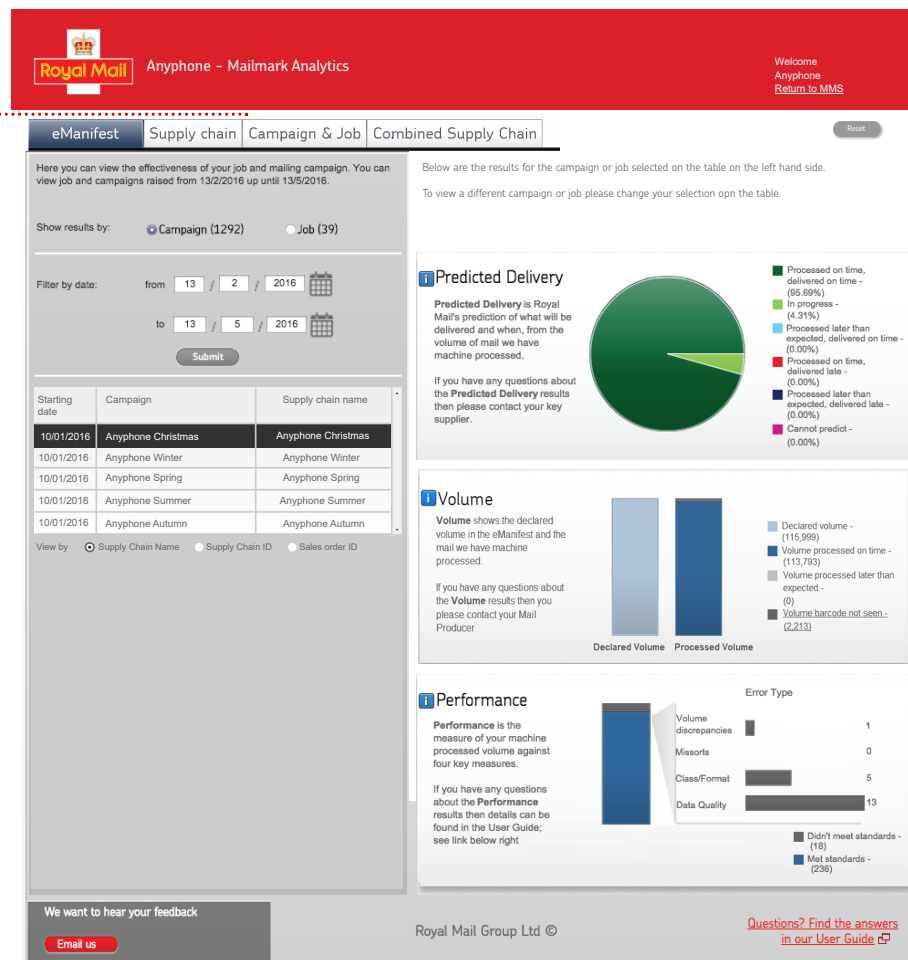 Royal Mail
Anyphone - Mailmark Analytics
Welcome
Anyphone
Return to MMS
eManifest
Supply chain
Campaign & Job
Combined Supply Chain
Reset
Here you can view the effectiveness of your job and mailing campaign. You can
view job and campaigns raised from 13/2/2016 up until 13/5/2016.
Show results by:
Campaign (1292)
Job (39)
Filter by date:
from 13 / 2 / 2016
to 13 / 5 / 2016
Submit
Starting date
Campaign
Supply chain name
10/01/2016 Anyphone Christmas Anyphone Christmas
10/01/2016 Anyphone Winter Anyphone Winter
10/01/2016 Anyphone Spring Anyphone Spring
10/01/2016 Anyphone Summer Anyphone Summer
10/01/2016 Anyphone Autumn Anyphone Autumn
View by Supply Chain Name Supply Chain ID Sales order ID
Below are the results for the campaign or job selected on the table on the left hand side.
To view a different campaign or job please change your selection opn the table.
i Predicted Delivery
Predicted Delivery is Royal
Mail's prediction of what will be
delivered and when, from the
volume of mail we have
machine processed.
If you have any questions about
the Predicted Delivery results
then please contact your key
supplier.
Processed on time,
delivered on time -
(95.69%)
In progress -
(4.31%)
Processed later than
expected, delivered on time -
(0.00%)
Processed on time,
delivered late -
(0.00%)
Processed later than
expected, delivered late -
(0.00%)
Cannot predict -
(0.00%)
i Volume
Volume shows the declared
volume in the eManifest and the
mail we have machine
processed.
If you have any questions about
the Volume results then you
please contact your Mail
Producer
Declared Volume
Processed Volume
Declared volume -
(115,999)
Volume processed on time -
(113,793)
Volume processed later than
expected -
(0)
Volume barcode not seen -
(2,213)
i Performance
Performance is the
measure of your machine
processed volume against
four key measures.
If you have any questions
about the Performance
results then details can be
found in the User Guide;
see link below right
Error Type
Volume
discrepancies 1
Missorts 0
Class/Format 5
Data Quality 13
Didn't meet standards -
(18)
Met standards -
(236)
We want to hear your feedback
Email us
Royal Mail Group Ltd ©
Questions? Find the answers
in our User Guide